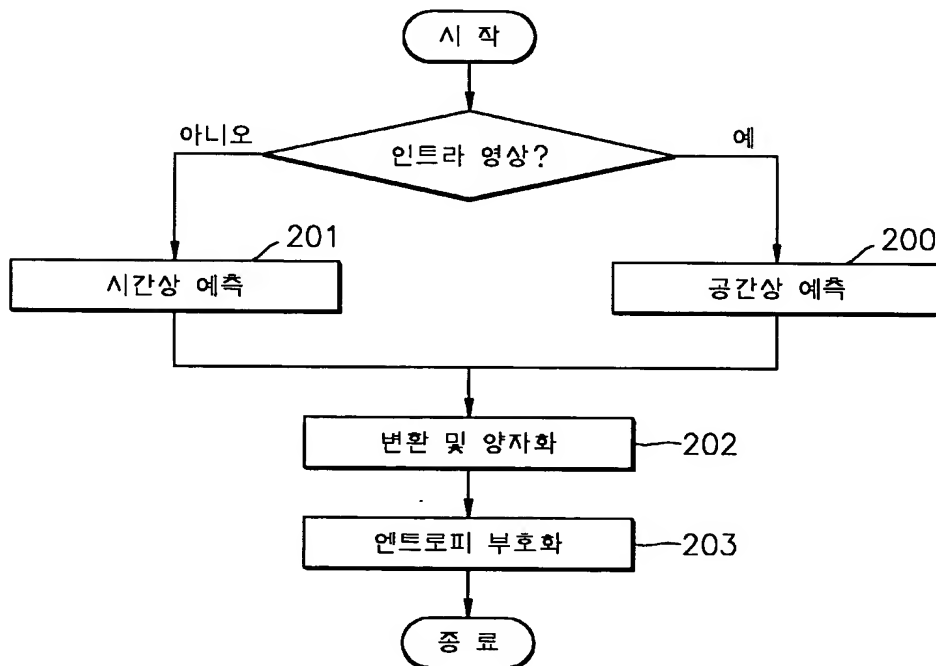 시 작
인트라 영상?
아니오
예
201
시간상 예측
200
공간상 예측
변환 및 양자화
202
엔트로피 부호화
203
종 료